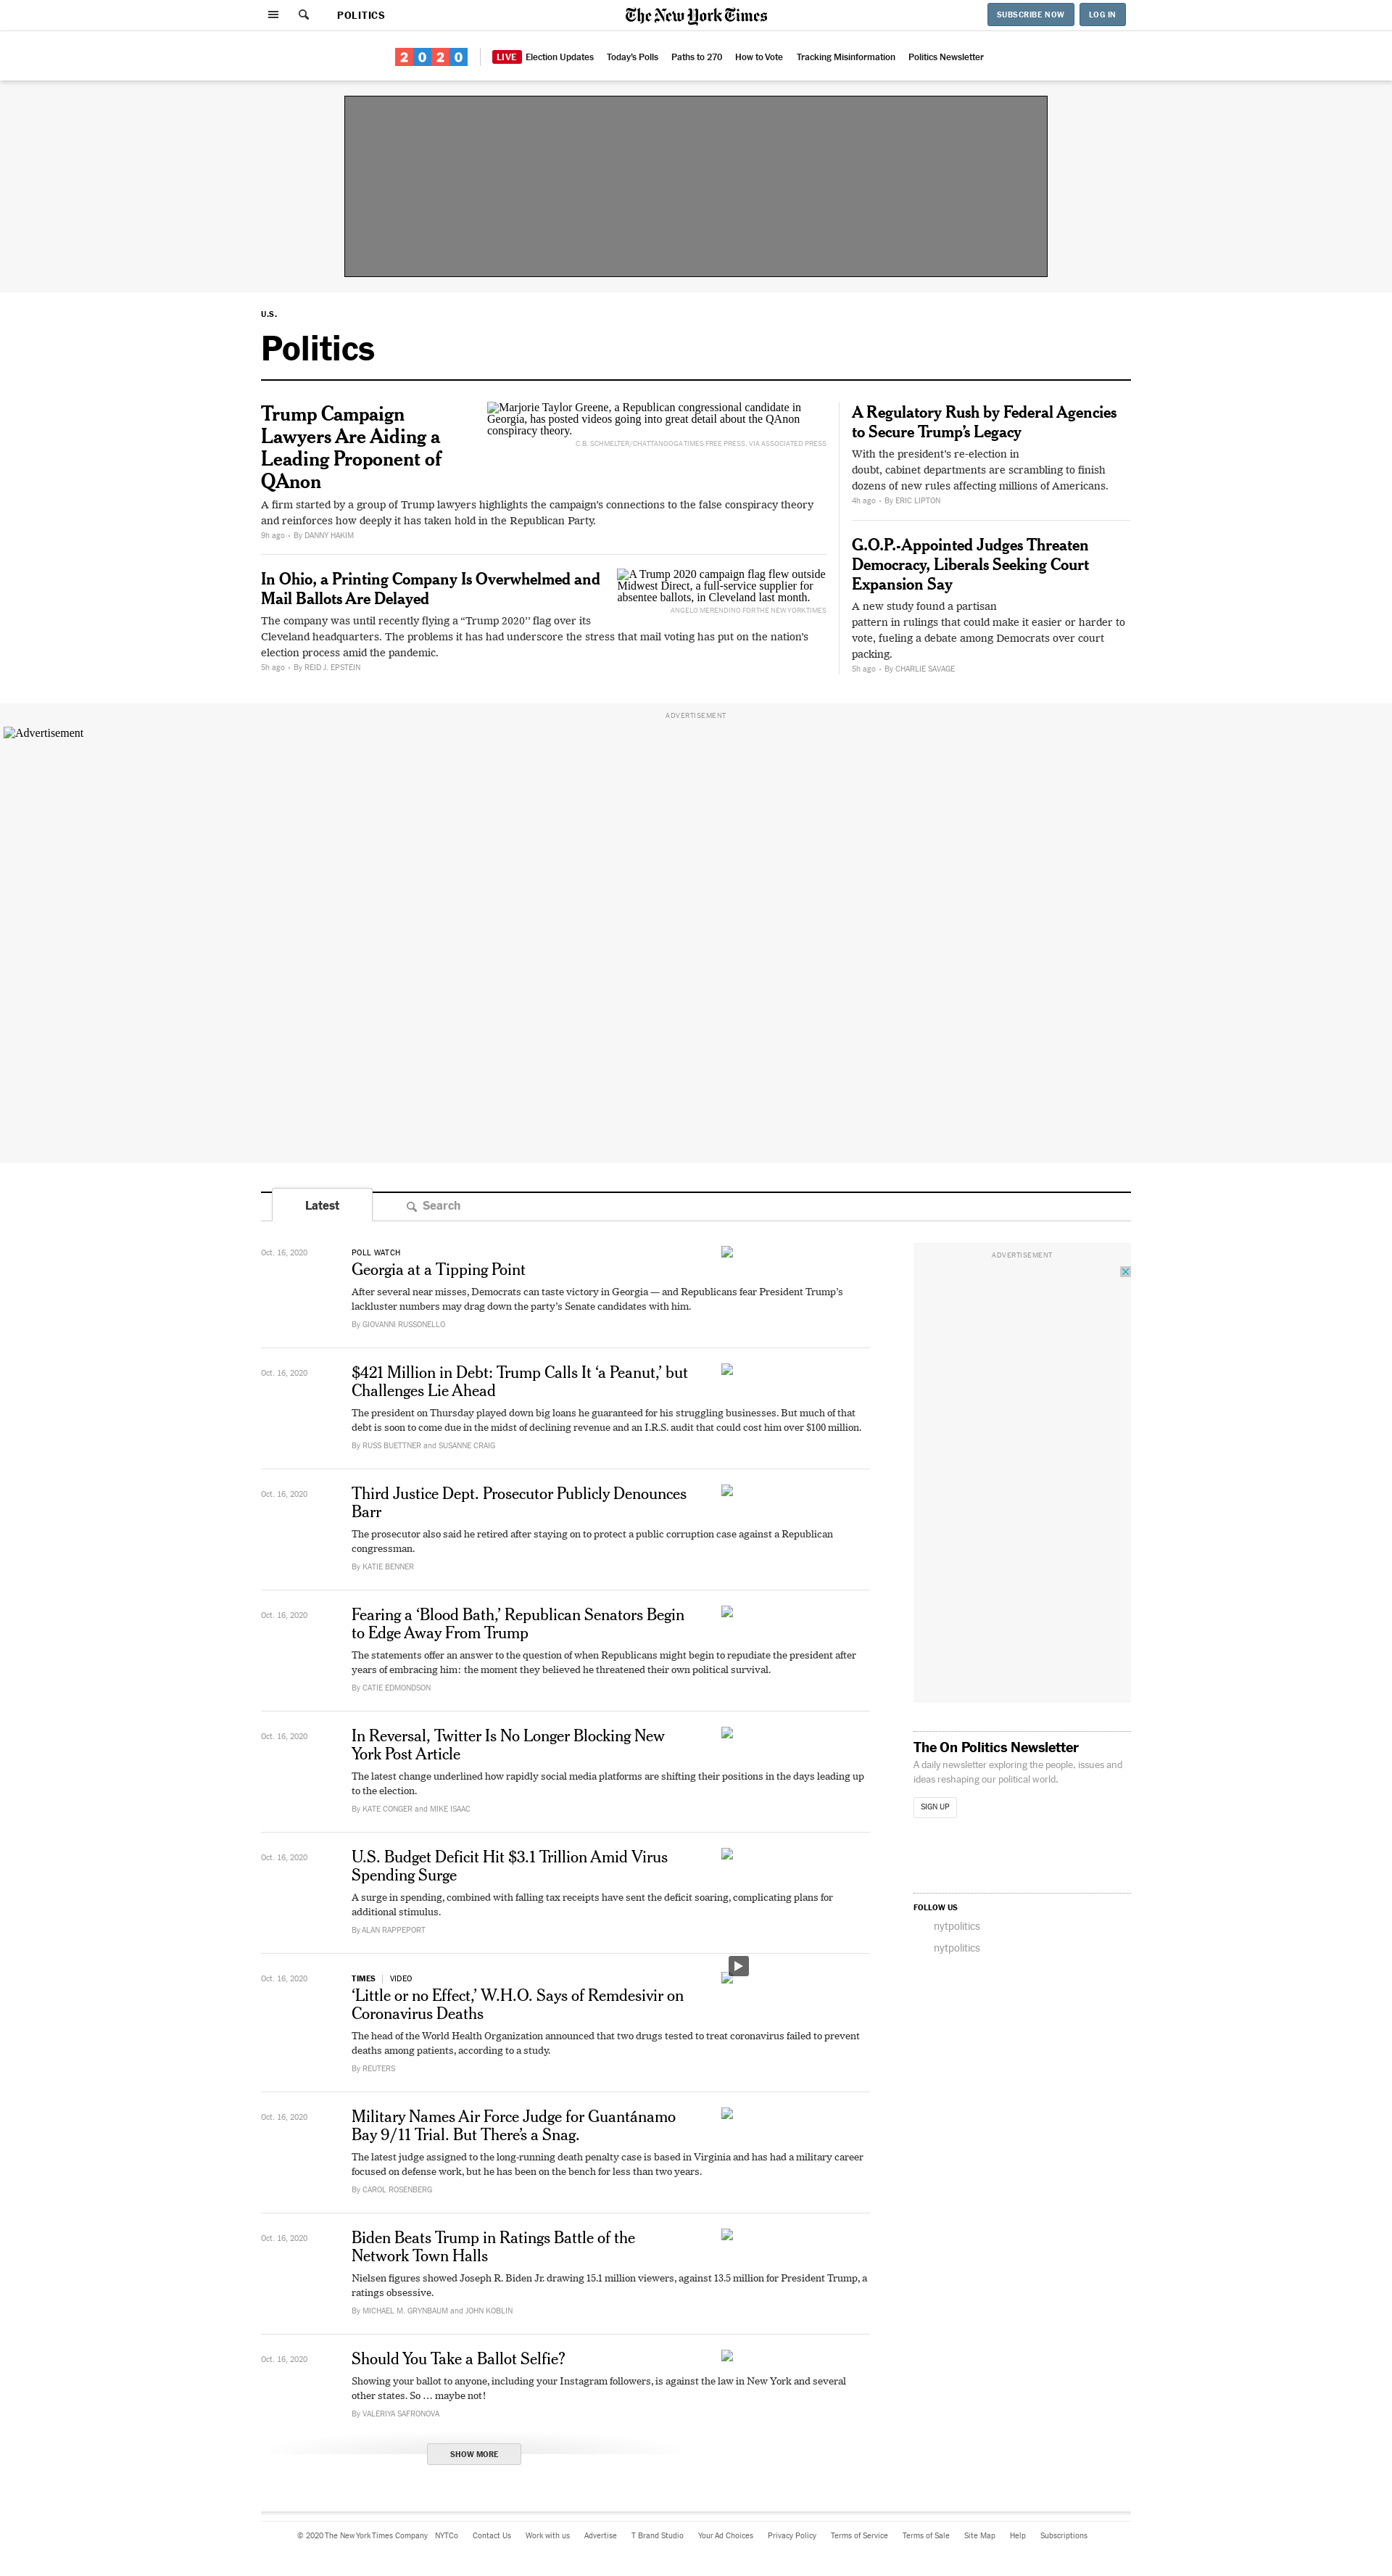 POLITICS
The New York Times
SUBSCRIBE NOW
LOG IN
2020
LIVE Election Updates
Today's Polls
Paths to 270
How to Vote
Tracking Misinformation
Politics Newsletter
U.S.
Politics
Trump Campaign
Lawyers Are Aiding a
Leading Proponent of
QAnon
Marjorie Taylor Greene, a Republican congressional candidate in
Georgia, has posted videos going into great detail about the QAnon
conspiracy theory.
C.B. SCHMELTER/CHATTANOOGA TIMES FREE PRESS, VIA ASSOCIATED PRESS
A firm started by a group of Trump lawyers highlights the campaign's connections to the false conspiracy theory
and reinforces how deeply it has taken hold in the Republican Party.
9h ago • By DANNY HAKIM
In Ohio, a Printing Company Is Overwhelmed and
Mail Ballots Are Delayed
A Trump 2020 campaign flag flew outside
Midwest Direct, a full-service supplier for
absentee ballots, in Cleveland last month.
ANGELO MERENDINO FOR THE NEW YORK TIMES
The company was until recently flying a “Trump 2020’’ flag over its
Cleveland headquarters. The problems it has had underscore the stress that mail voting has put on the nation’s
election process amid the pandemic.
5h ago • By REID J. EPSTEIN
A Regulatory Rush by Federal Agencies
to Secure Trump’s Legacy
With the president’s re-election in
doubt, cabinet departments are scrambling to finish
dozens of new rules affecting millions of Americans.
4h ago • By ERIC LIPTON
G.O.P.-Appointed Judges Threaten
Democracy, Liberals Seeking Court
Expansion Say
A new study found a partisan
pattern in rulings that could make it easier or harder to
vote, fueling a debate among Democrats over court
packing.
5h ago • By CHARLIE SAVAGE
ADVERTISEMENT
Advertisement
Latest
Search
Oct. 16, 2020
POLL WATCH
Georgia at a Tipping Point
After several near misses, Democrats can taste victory in Georgia — and Republicans fear President Trump’s
lackluster numbers may drag down the party’s Senate candidates with him.
By GIOVANNI RUSSONELLO
Oct. 16, 2020
$421 Million in Debt: Trump Calls It ‘a Peanut,’ but
Challenges Lie Ahead
The president on Thursday played down big loans he guaranteed for his struggling businesses. But much of that
debt is soon to come due in the midst of declining revenue and an I.R.S. audit that could cost him over $100 million.
By RUSS BUETTNER and SUSANNE CRAIG
Oct. 16, 2020
Third Justice Dept. Prosecutor Publicly Denounces
Barr
The prosecutor also said he retired after staying on to protect a public corruption case against a Republican
congressman.
By KATIE BENNER
Oct. 16, 2020
Fearing a ‘Blood Bath,’ Republican Senators Begin
to Edge Away From Trump
The statements offer an answer to the question of when Republicans might begin to repudiate the president after
years of embracing him: the moment they believed he threatened their own political survival.
By CATIE EDMONDSON
Oct. 16, 2020
In Reversal, Twitter Is No Longer Blocking New
York Post Article
The latest change underlined how rapidly social media platforms are shifting their positions in the days leading up
to the election.
By KATE CONGER and MIKE ISAAC
Oct. 16, 2020
U.S. Budget Deficit Hit $3.1 Trillion Amid Virus
Spending Surge
A surge in spending, combined with falling tax receipts have sent the deficit soaring, complicating plans for
additional stimulus.
By ALAN RAPPEPORT
Oct. 16, 2020
TIMES | VIDEO
‘Little or no Effect,’ W.H.O. Says of Remdesivir on
Coronavirus Deaths
The head of the World Health Organization announced that two drugs tested to treat coronavirus failed to prevent
deaths among patients, according to a study.
By REUTERS
Oct. 16, 2020
Military Names Air Force Judge for Guantánamo
Bay 9/11 Trial. But There’s a Snag.
The latest judge assigned to the long-running death penalty case is based in Virginia and has had a military career
focused on defense work, but he has been on the bench for less than two years.
By CAROL ROSENBERG
Oct. 16, 2020
Biden Beats Trump in Ratings Battle of the
Network Town Halls
Nielsen figures showed Joseph R. Biden Jr. drawing 15.1 million viewers, against 13.5 million for President Trump, a
ratings obsessive.
By MICHAEL M. GRYNBAUM and JOHN KOBLIN
Oct. 16, 2020
Should You Take a Ballot Selfie?
Showing your ballot to anyone, including your Instagram followers, is against the law in New York and several
other states. So … maybe not!
By VALERIYA SAFRONOVA
SHOW MORE
ADVERTISEMENT
The On Politics Newsletter
A daily newsletter exploring the people, issues and
ideas reshaping our political world.
SIGN UP
FOLLOW US
nytpolitics
nytpolitics
© 2020 The New York Times Company
NYTCo
Contact Us
Work with us
Advertise
T Brand Studio
Your Ad Choices
Privacy Policy
Terms of Service
Terms of Sale
Site Map
Help
Subscriptions